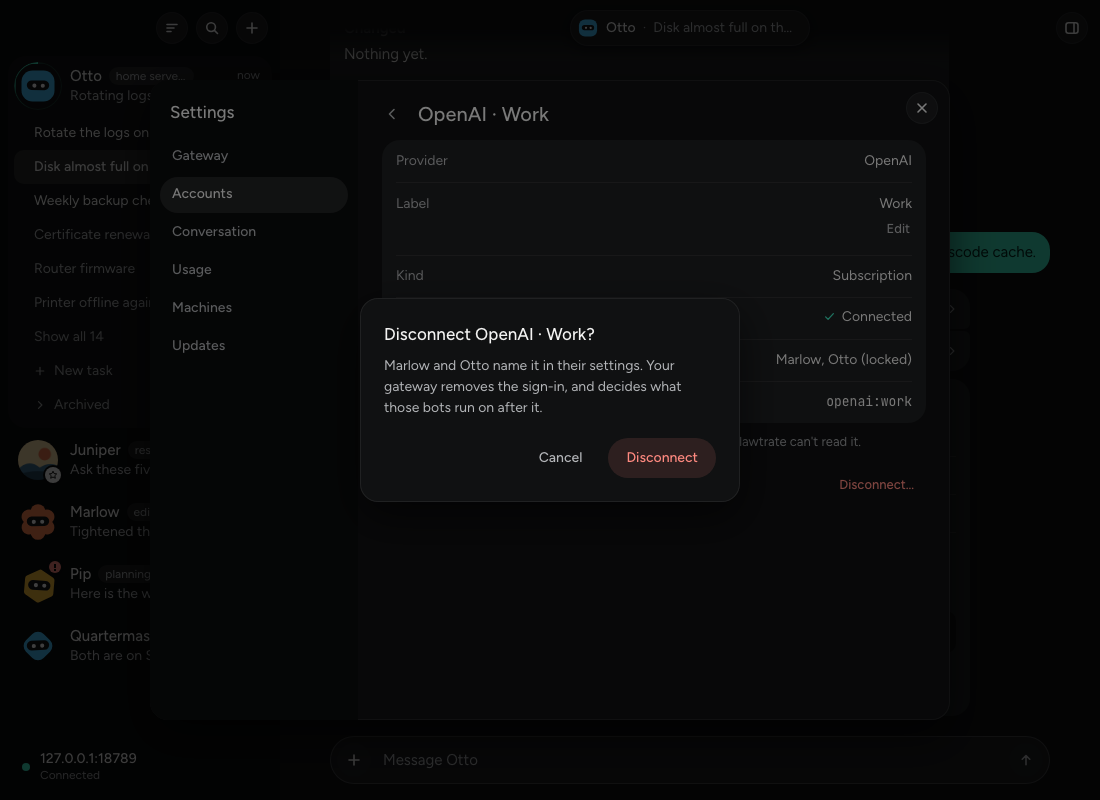 Otto · Disk almost full on th…
Nothing yet.
Otto home serve… now
Rotating logs
Rotate the logs on
Disk almost full on
Weekly backup che
Certificate renewa
Router firmware
Printer offline again
Show all 14
New task
Archived
Juniper
Ask these fiv
Marlow
Tightened th
Pip planning
Here is the w
Quartermas
Both are on S
127.0.0.1:18789
Connected
Settings
Gateway
Accounts
Conversation
Usage
Machines
Updates
OpenAI · Work
Provider OpenAI
Label Work
Edit
Kind Subscription
Connected
Marlow, Otto (locked)
openai:work
lawtrate can't read it.
Disconnect…
scode cache.
Disconnect OpenAI · Work?
Marlow and Otto name it in their settings. Your
gateway removes the sign-in, and decides what
those bots run on after it.
Cancel Disconnect
Message Otto